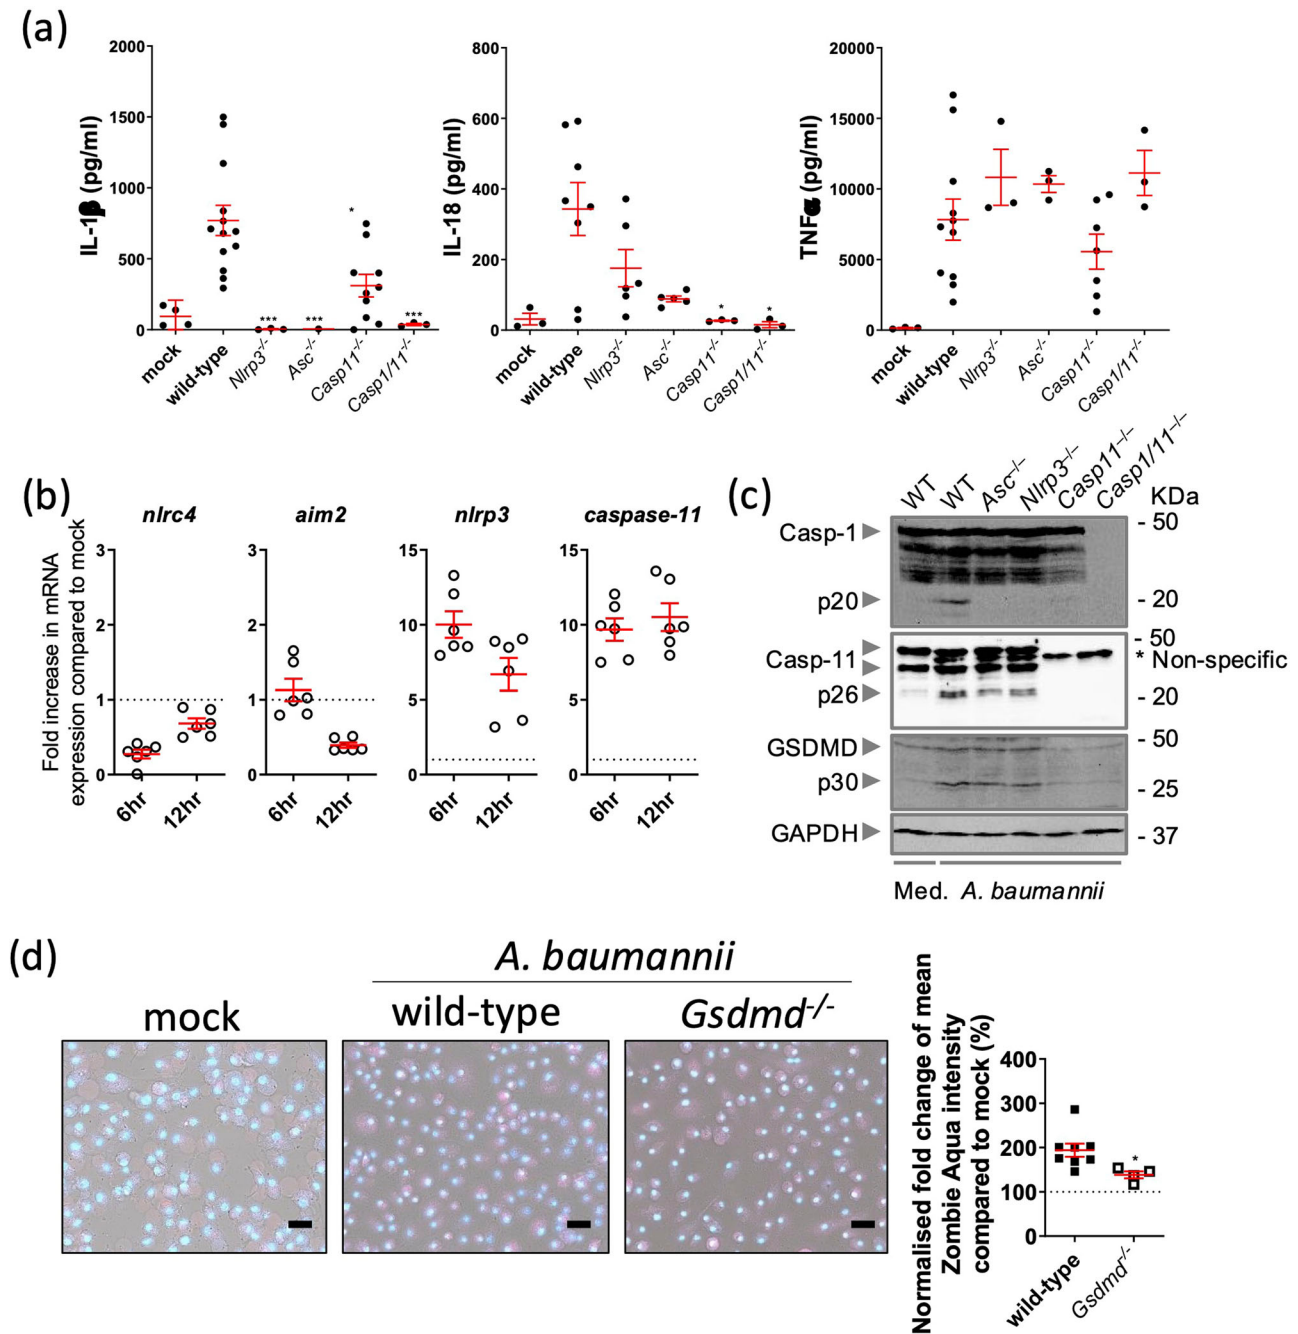 (a)
IL-1β (pg/ml)
2000
1500
1000
500
0
*
***
***
***
mock
wild-type
Nlrp3-/-
Asc-/-
Casp11-/-
Casp1/11-/-
IL-18 (pg/ml)
800
600
400
200
0
*
*
mock
wild-type
Nlrp3-/-
Asc-/-
Casp11-/-
Casp1/11-/-
TNFα (pg/ml)
20000
15000
10000
5000
0
mock
wild-type
Nlrp3-/-
Asc-/-
Casp11-/-
Casp1/11-/-
(b)
Fold increase in mRNA
expression compared to mock
nlrc4
3
2
1
0
6hr
12hr
aim2
3
2
1
0
6hr
12hr
nlrp3
15
10
5
0
6hr
12hr
caspase-11
15
10
5
0
6hr
12hr
(c)
WT
WT
Asc–/–
Nlrp3–/–
Casp11–/–
Casp1/11–/–
KDa
Casp-1
- 50
p20
- 20
- 50
Casp-11
* Non-specific
p26
- 20
GSDMD
- 50
p30
- 25
GAPDH
- 37
Med. A. baumannii
(d)
A. baumannii
mock
wild-type
Gsdmd-/-
Normalised fold change of mean
Zombie Aqua intensity
compared to mock (%)
400
300
200
100
0
*
wild-type
Gsdmd-/-